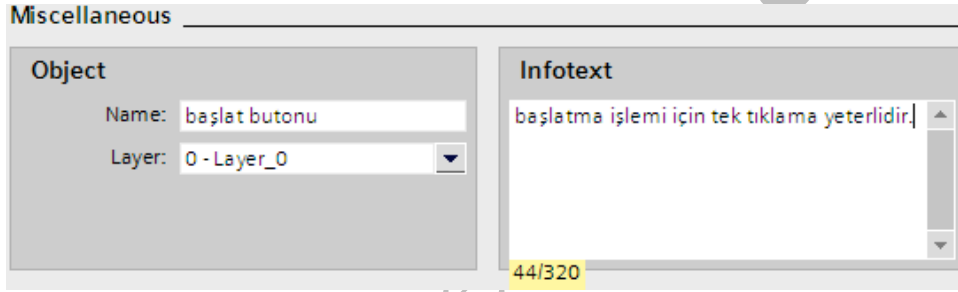 Miscellaneous
Object
Infotext
Name: başlat butonu
başlatma işlemi için tek tıklama yeterlidir.
Layer: 0 - Layer_0
44/320